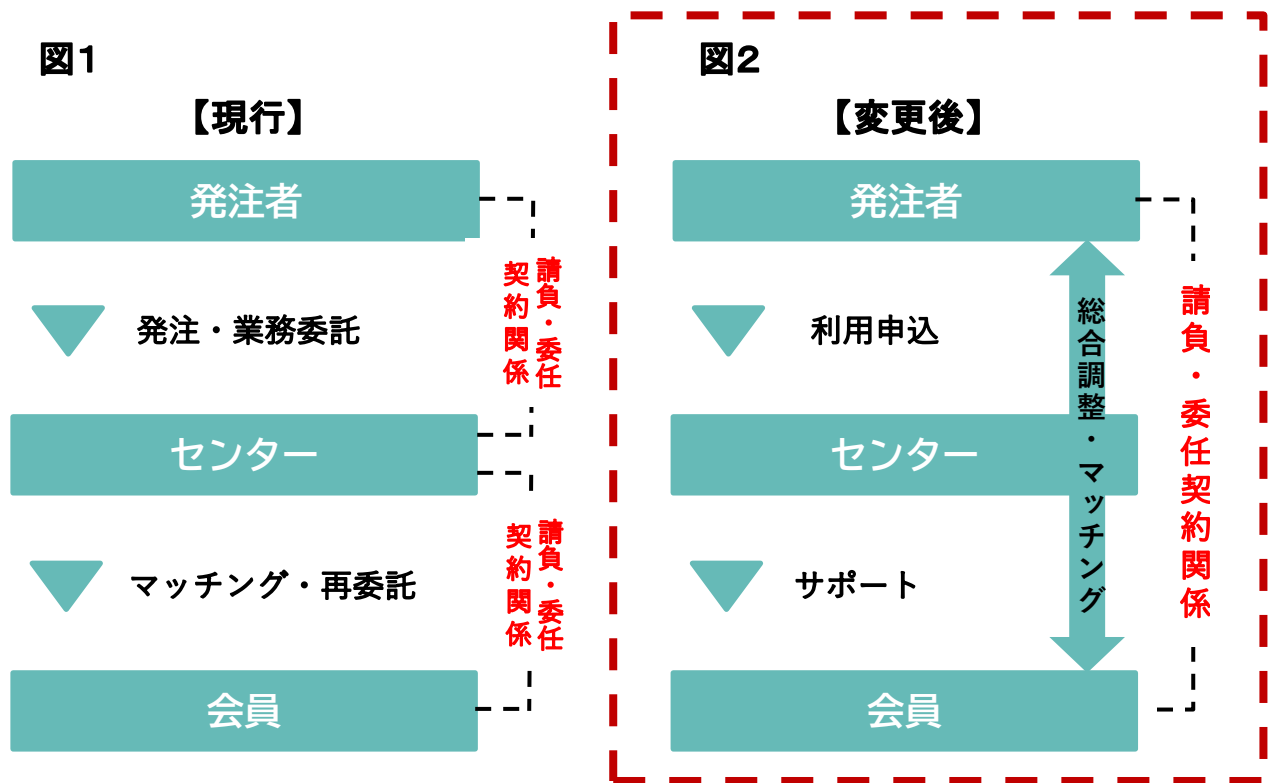 図1
【現行】
発注者
発注・業務委託
請負・委任
契約関係
センター
マッチング・再委託
請負・委任
契約関係
会員
図2
【変更後】
発注者
利用申込
総合調整・マッチング
請負・委任契約関係
センター
サポート
会員